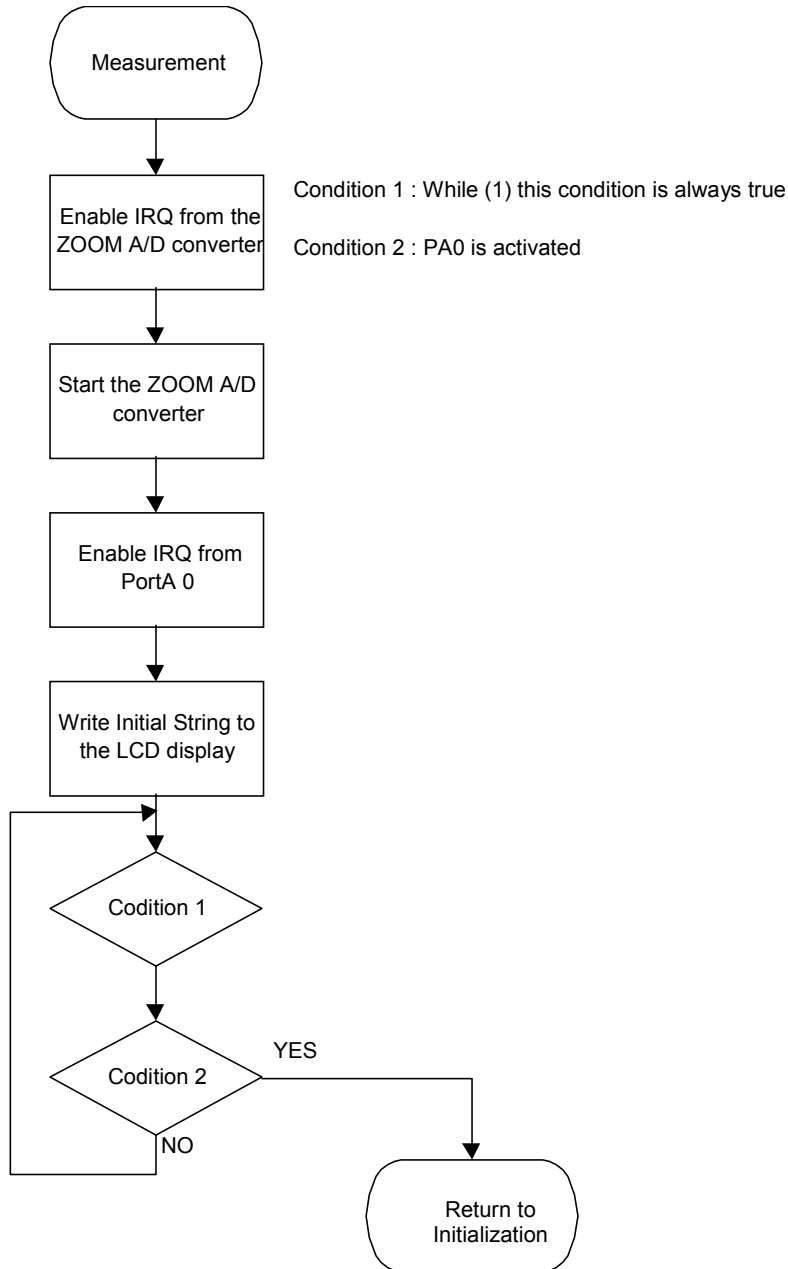 Measurement
Enable IRQ from the
ZOOM A/D converter
Condition 1 : While (1) this condition is always true
Condition 2 : PA0 is activated
Start the ZOOM A/D
converter
Enable IRQ from
PortA 0
Write Initial String to
the LCD display
Codition 1
Codition 2
YES
NO
Return to
Initialization